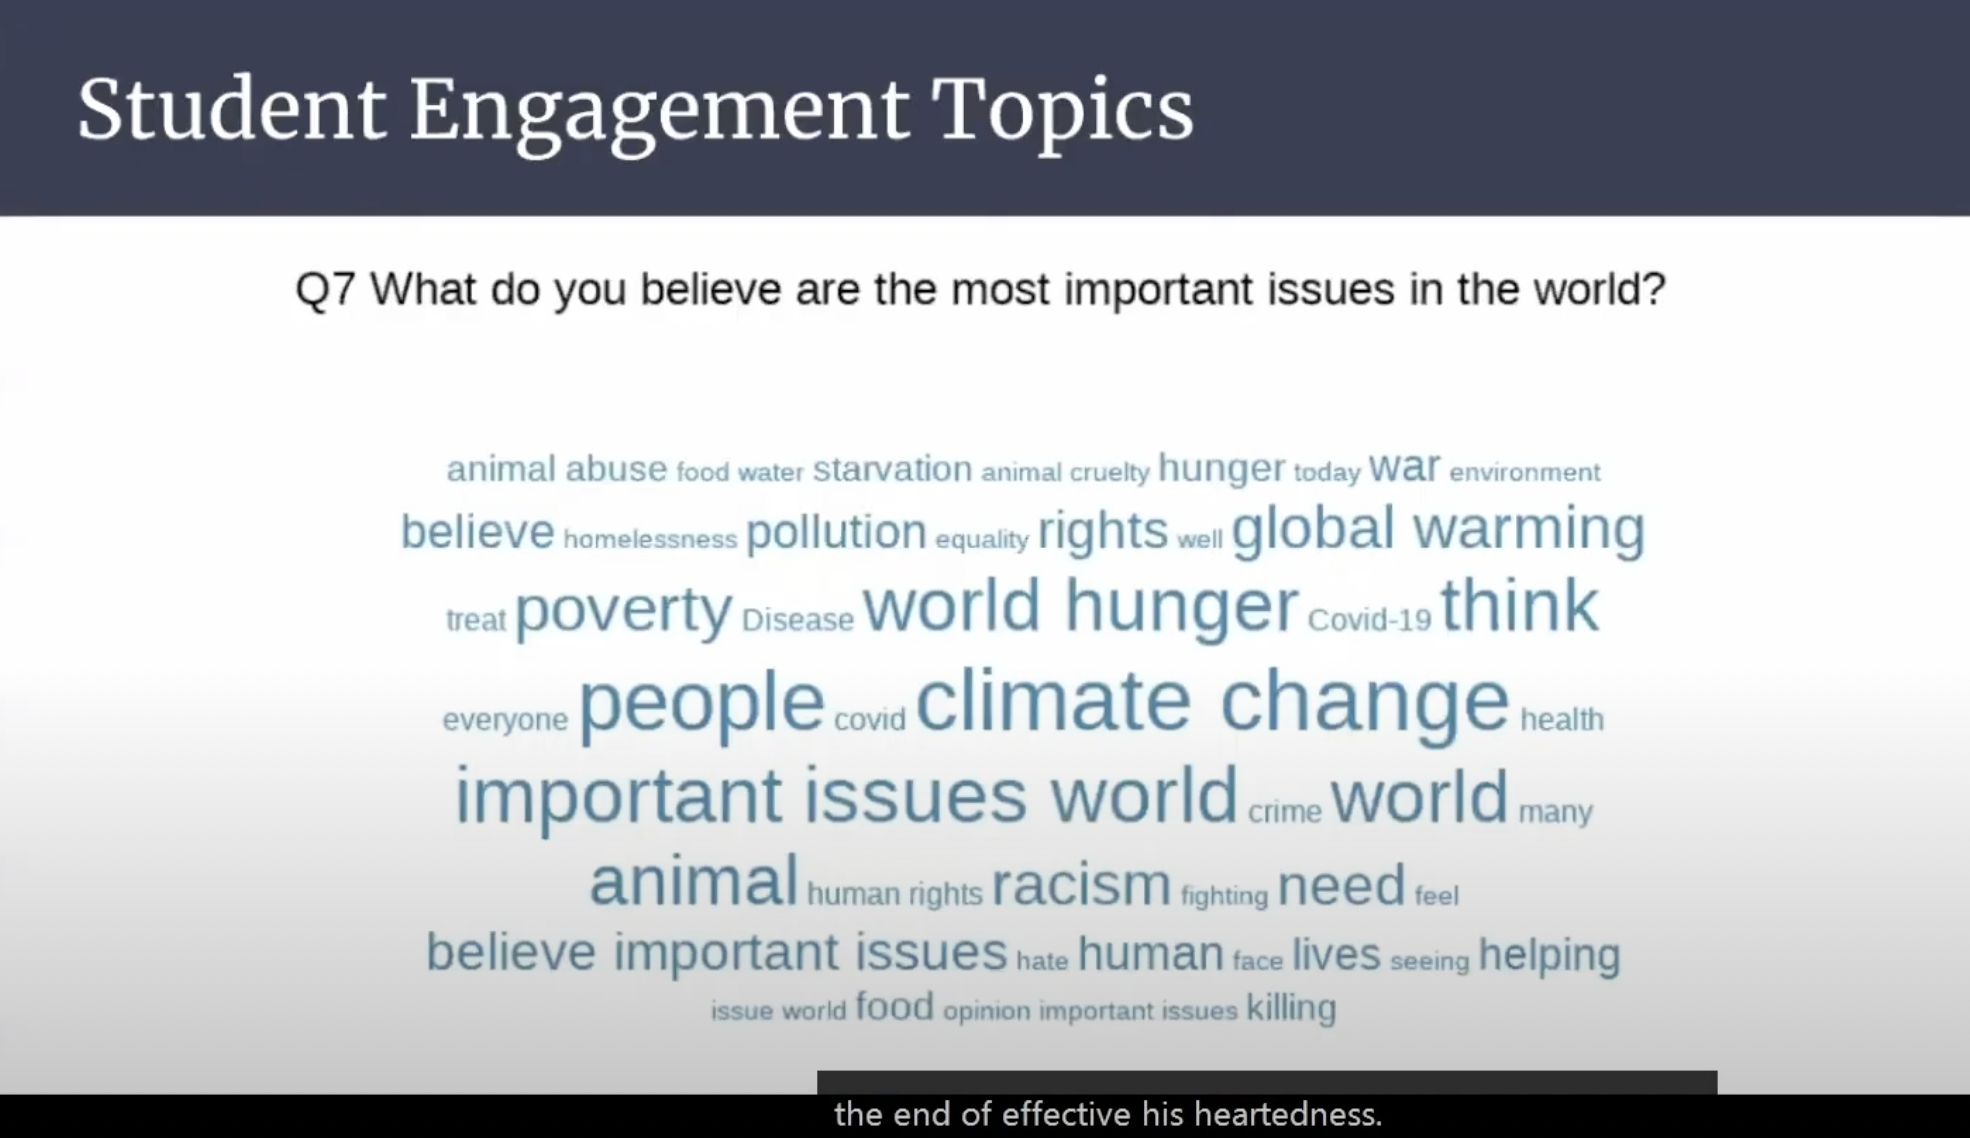 Student Engagement Topics
Q7 What do you believe are the most important issues in the world?
animal abuse food water starvation animal cruelty hunger today war environment
believe homelessness pollution equality rights well global warming
treat poverty Disease world hunger Covid-19 think
everyone people covid climate change health
important issues world crime world many
animal human rights racism fighting need feel
believe important issues hate human face lives seeing helping
issue world food opinion important issues killing
the end of effective his heartedness.